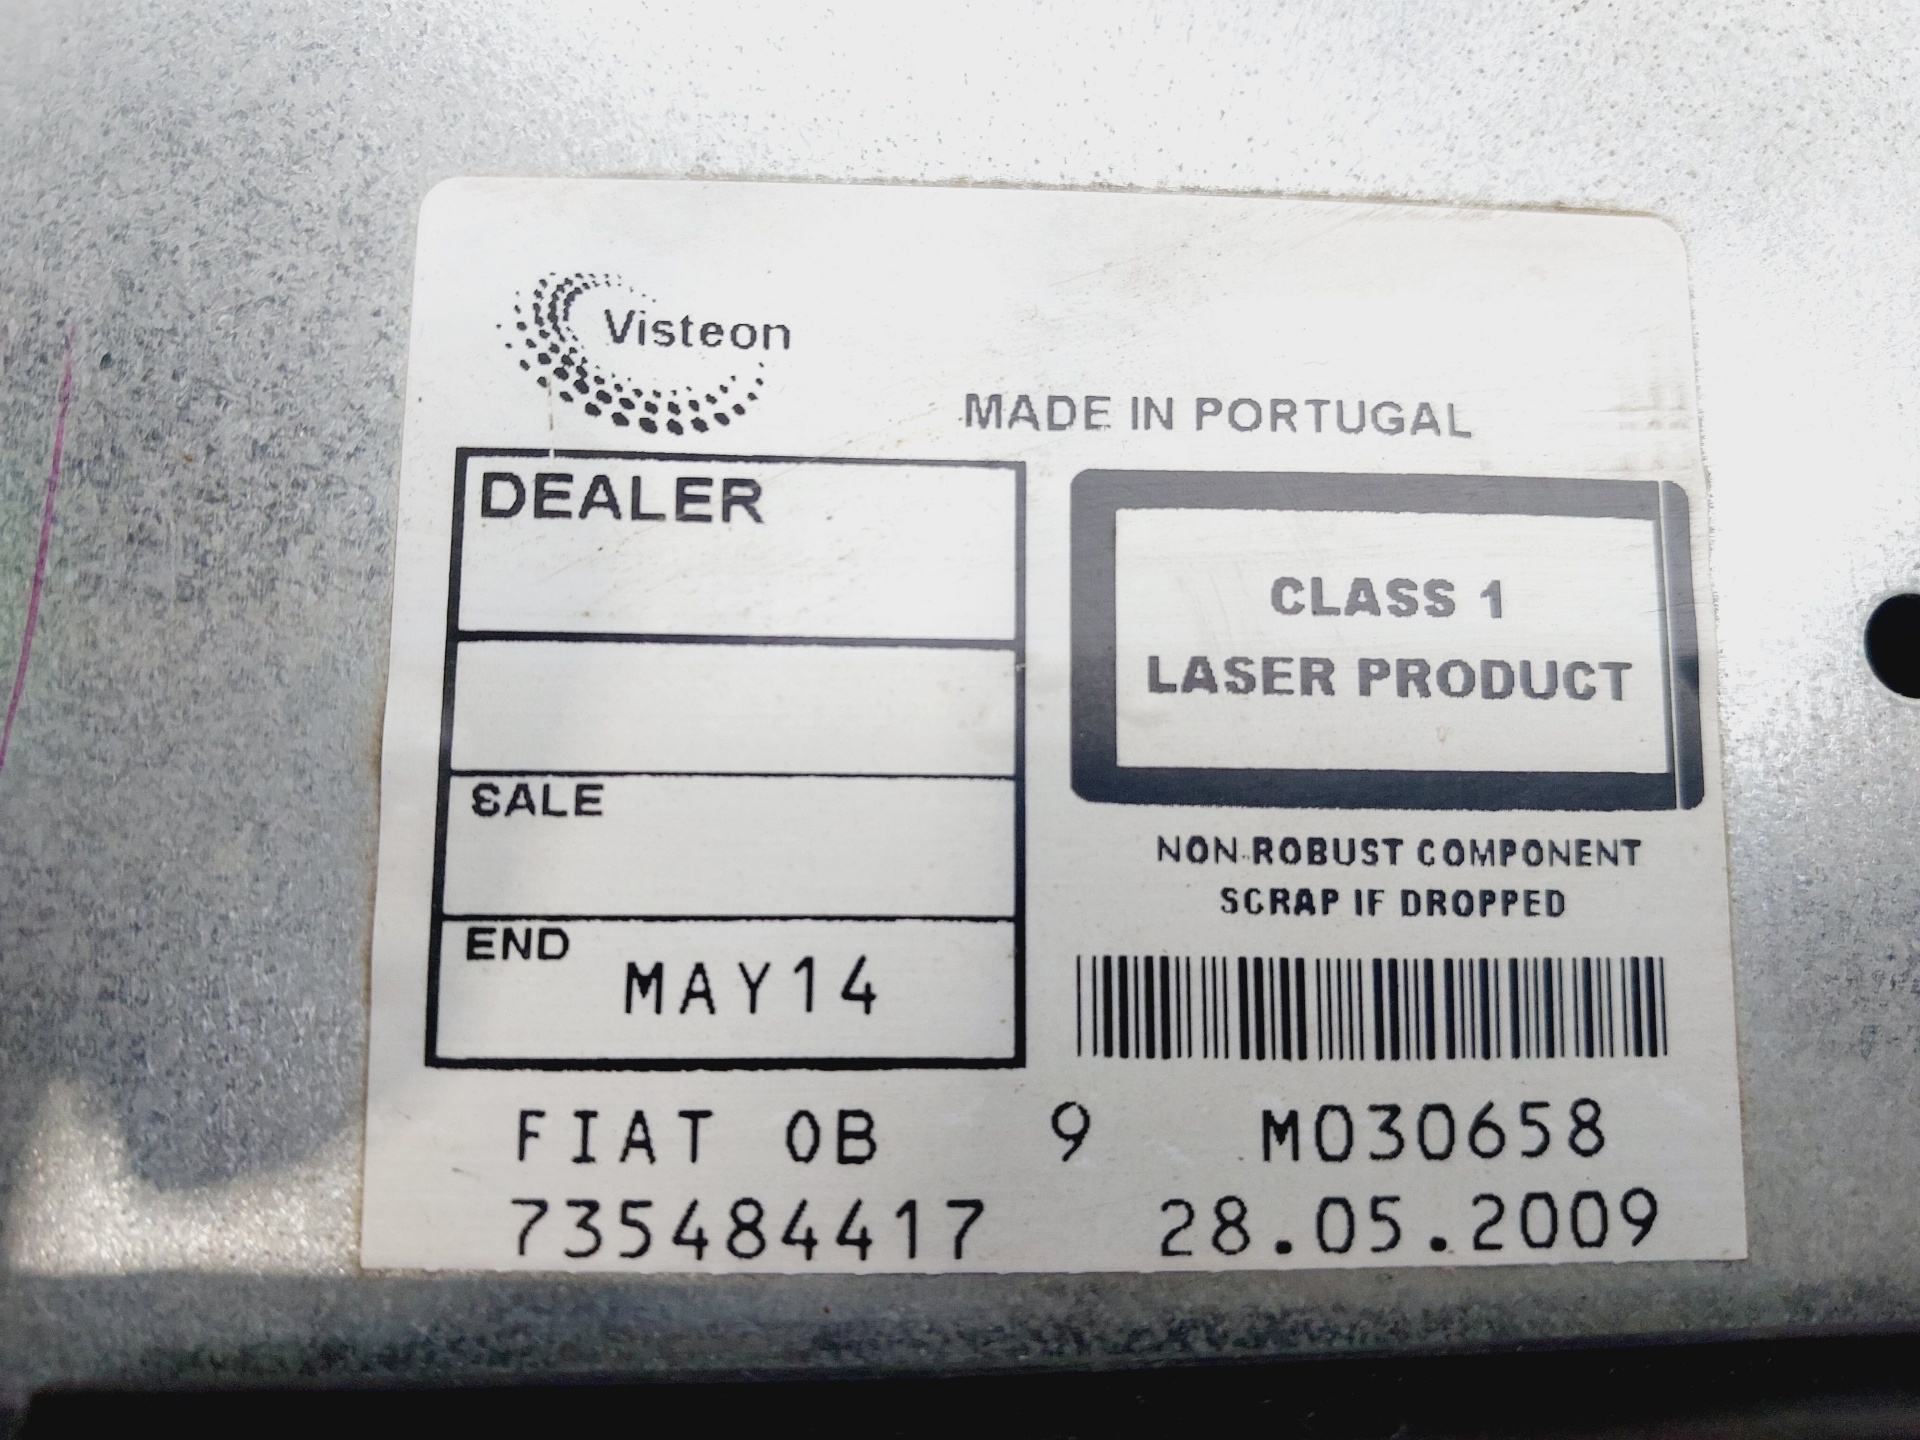 Visteon
MADE IN PORTUGAL
DEALER
CLASS 1
LASER PRODUCT
SALE
NON-ROBUST COMPONENT
SCRAP IF DROPPED
END MAY14
FIAT 0B 9 M030658
735484417 28.05.2009